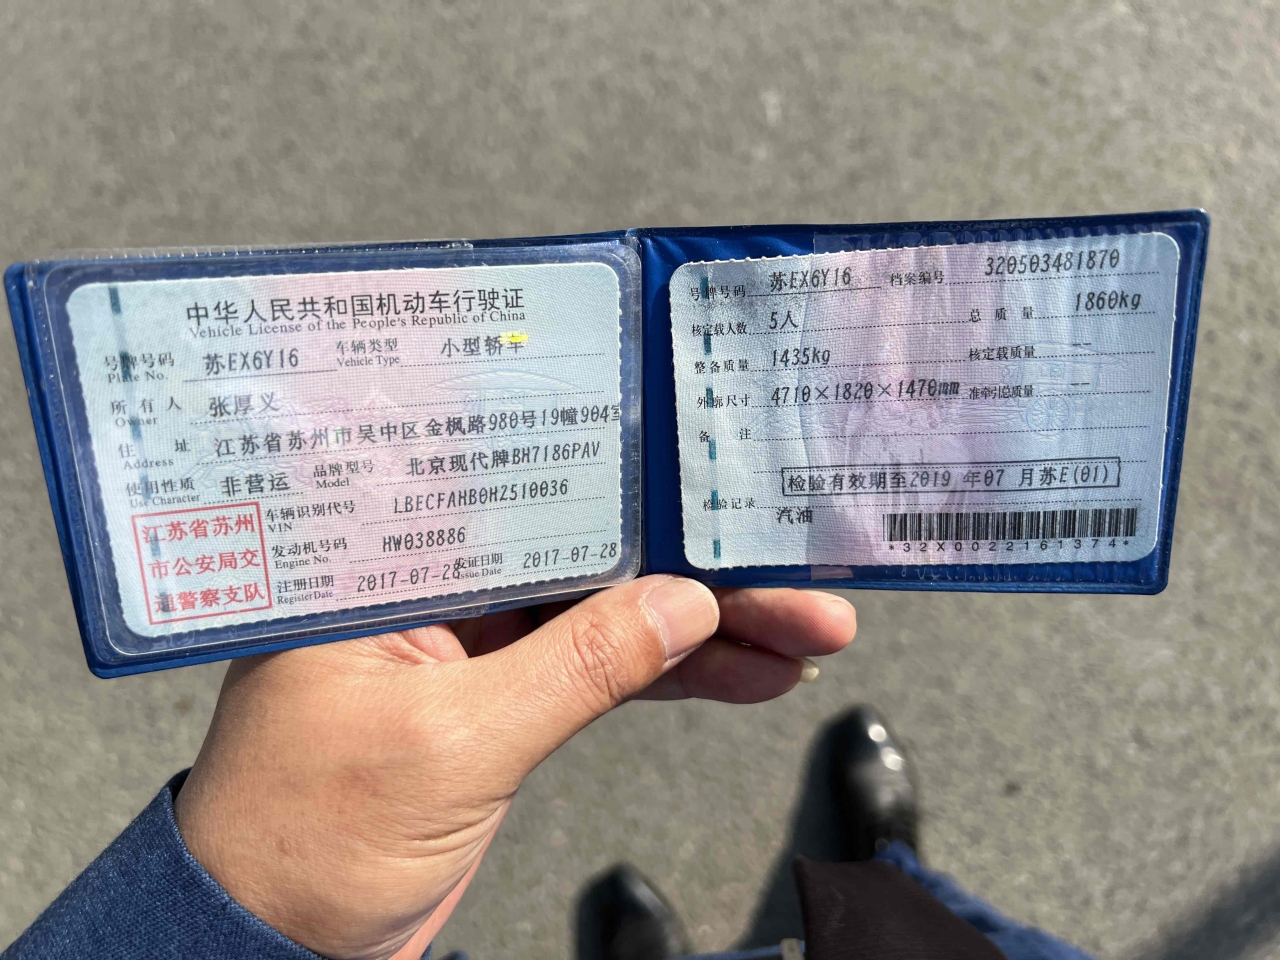 中华人民共和国机动车行驶证
Vehicle License of the People's Republic of China
号牌号码 苏EX6Y16 车辆类型 小型轿车
Plate No. Vehicle Type
所有人 张厚义
Owner
住址 江苏省苏州市吴中区金枫路980号19幢904室
Address
使用性质 非营运 品牌型号 北京现代牌BH7186PAV
Use Character Model
江苏省苏州
市公安局交
通警察支队
车辆识别代号 LBECFAHB0HZ510036
VIN
发动机号码 HW038886
Engine No.
注册日期 2017-07-28 发证日期 2017-07-28
Register Date Issue Date
号牌号码 苏EX6Y16 档案编号 320503481870
核定载人数 5人 总质量 1860kg
整备质量 1435kg 核定载质量 --
外廓尺寸 4710×1820×1470mm 准牵引总质量 --
备注
检验有效期至2019 年07 月苏E(01)
检验记录
汽油
*32X0022161374*